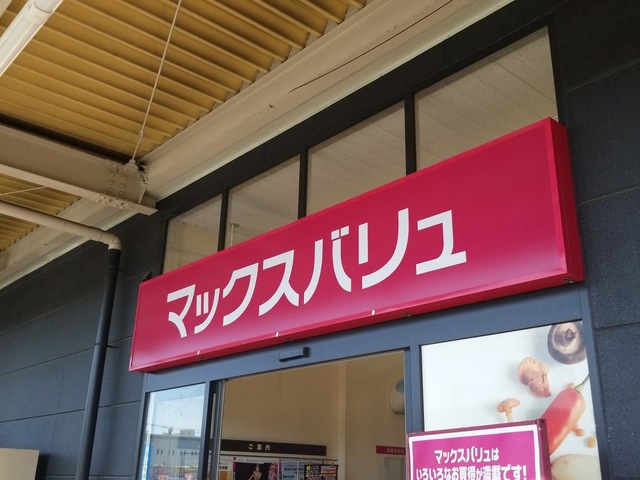 マックスバリュ
ご案内
マックスバリュは
いろいろなお買得が満載です!